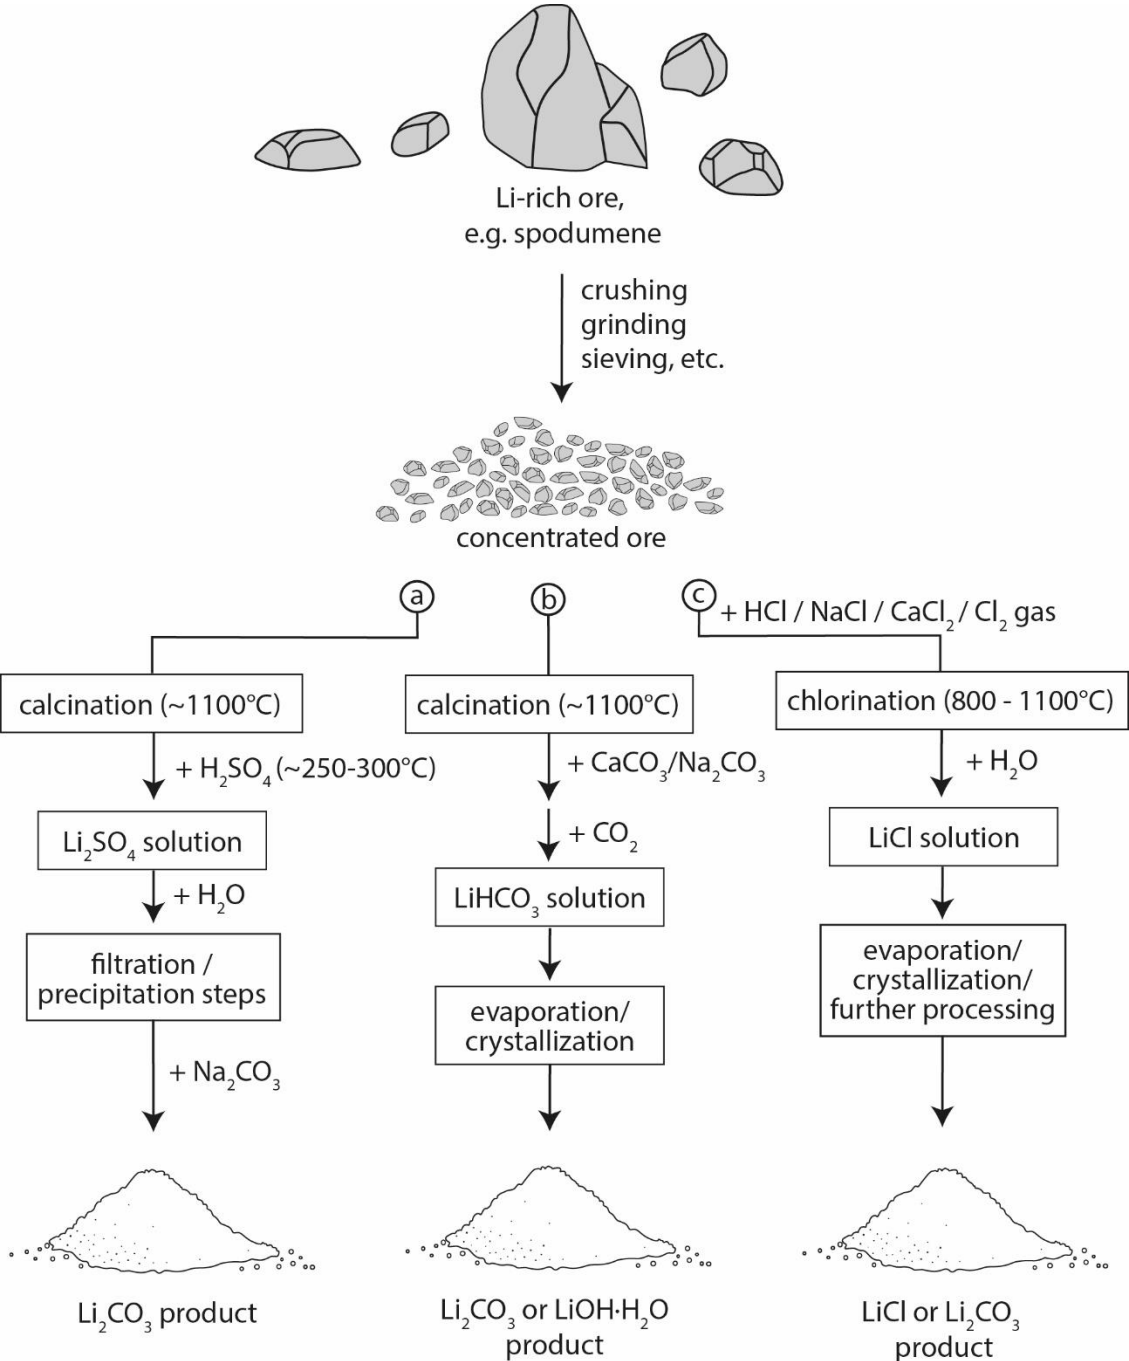 Li-rich ore,
e.g. spodumene
crushing
grinding
sieving, etc.
concentrated ore
a
b
c
+ HCl / NaCl / CaCl₂ / Cl₂ gas
calcination (~1100°C)
+ H₂SO₄ (~250-300°C)
Li₂SO₄ solution
+ H₂O
filtration /
precipitation steps
+ Na₂CO₃
Li₂CO₃ product
calcination (~1100°C)
+ CaCO₃/Na₂CO₃
+ CO₂
LiHCO₃ solution
evaporation/
crystallization
Li₂CO₃ or LiOH·H₂O
product
chlorination (800 - 1100°C)
+ H₂O
LiCl solution
evaporation/
crystallization/
further processing
LiCl or Li₂CO₃
product